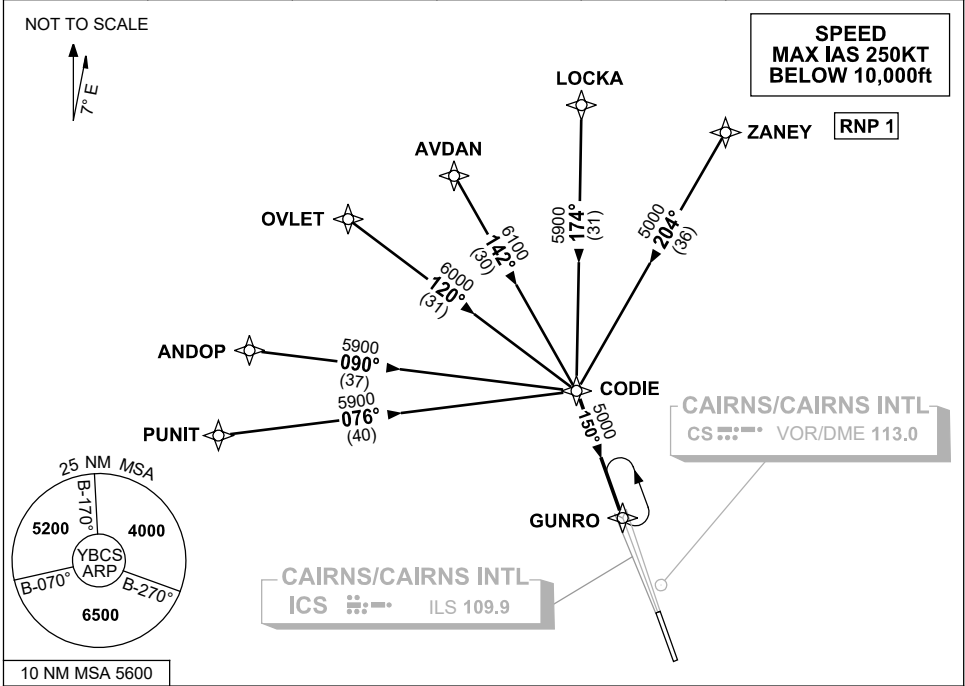 NOT TO SCALE
7° E
SPEED
MAX IAS 250KT
BELOW 10,000ft
RNP 1
LOCKA
ZANEY
AVDAN
OVLET
5900
174°
(31)
5000
204°
(36)
6100
142°
(30)
6000
120°
(31)
ANDOP
5900
090°
(37)
5900
076°
(40)
PUNIT
CODIE
5000
150°
CAIRNS/CAIRNS INTL
CS VOR/DME 113.0
GUNRO
25 NM MSA
B-170°
5200
4000
YBCS
ARP
B-070°
B-270°
6500
CAIRNS/CAIRNS INTL
ICS ILS 109.9
10 NM MSA 5600